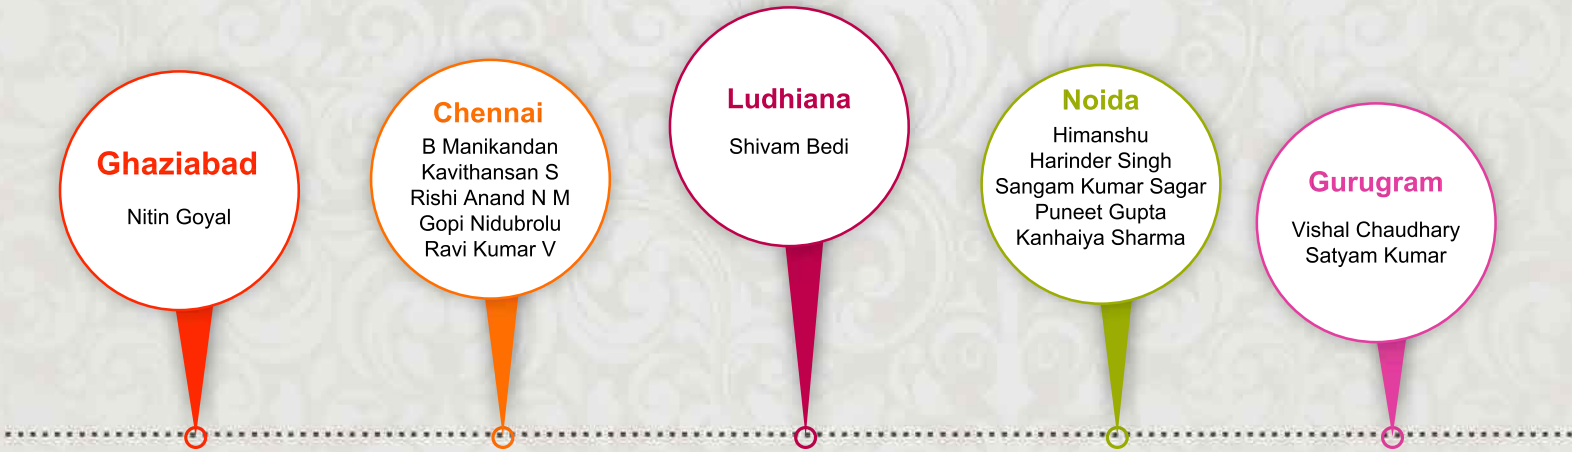 Ghaziabad
Nitin Goyal
Chennai
B Manikandan
Kavithansan S
Rishi Anand N M
Gopi Nidubrolu
Ravi Kumar V
Ludhiana
Shivam Bedi
Noida
Himanshu
Harinder Singh
Sangam Kumar Sagar
Puneet Gupta
Kanhaiya Sharma
Gurugram
Vishal Chaudhary
Satyam Kumar